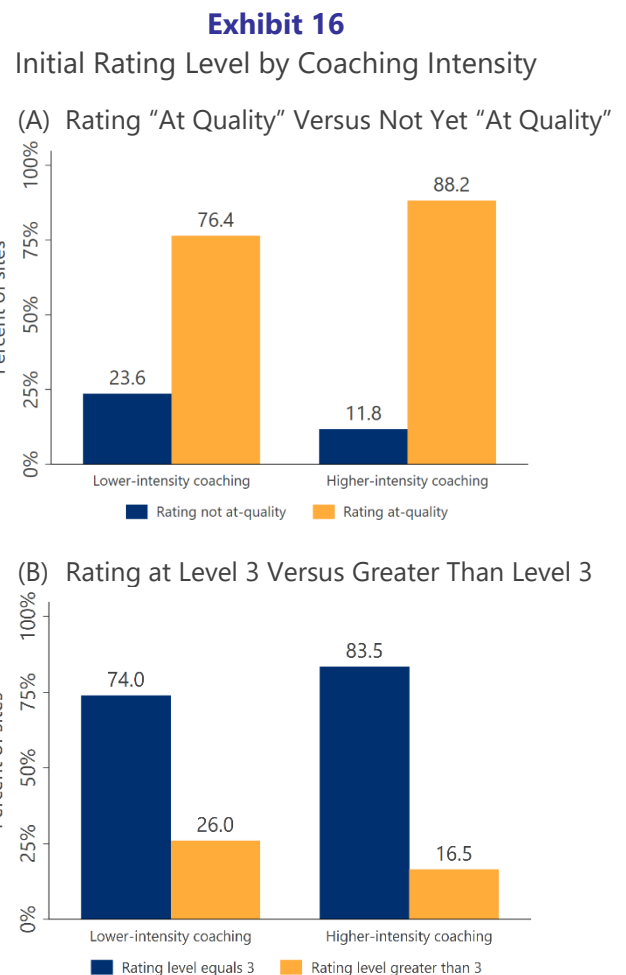 Exhibit 16
Initial Rating Level by Coaching Intensity
(A) Rating “At Quality” Versus Not Yet “At Quality”
100%
75%
50%
25%
0%
23.6
76.4
11.8
88.2
Lower-intensity coaching
Higher-intensity coaching
Rating not at-quality
Rating at-quality
(B) Rating at Level 3 Versus Greater Than Level 3
100%
75%
50%
25%
0%
74.0
26.0
83.5
16.5
Lower-intensity coaching
Higher-intensity coaching
Rating level equals 3
Rating level greater than 3